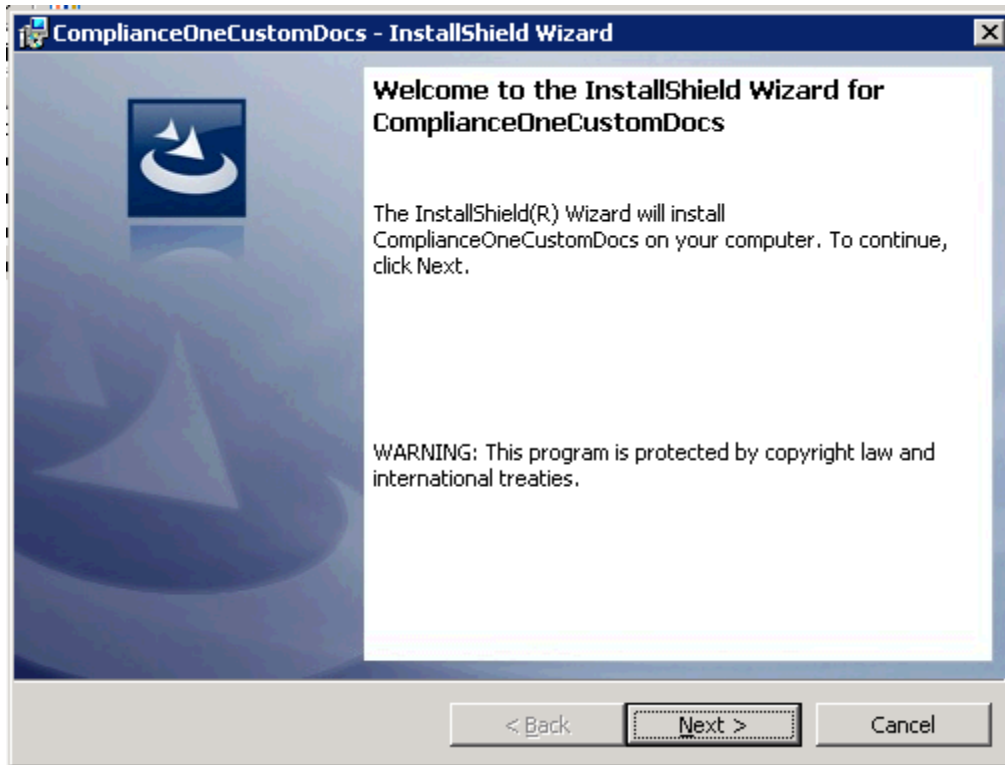 ComplianceOneCustomDocs - InstallShield Wizard
Welcome to the InstallShield Wizard for
ComplianceOneCustomDocs
The InstallShield(R) Wizard will install
ComplianceOneCustomDocs on your computer. To continue,
click Next.
WARNING: This program is protected by copyright law and
international treaties.
< Back
Next >
Cancel